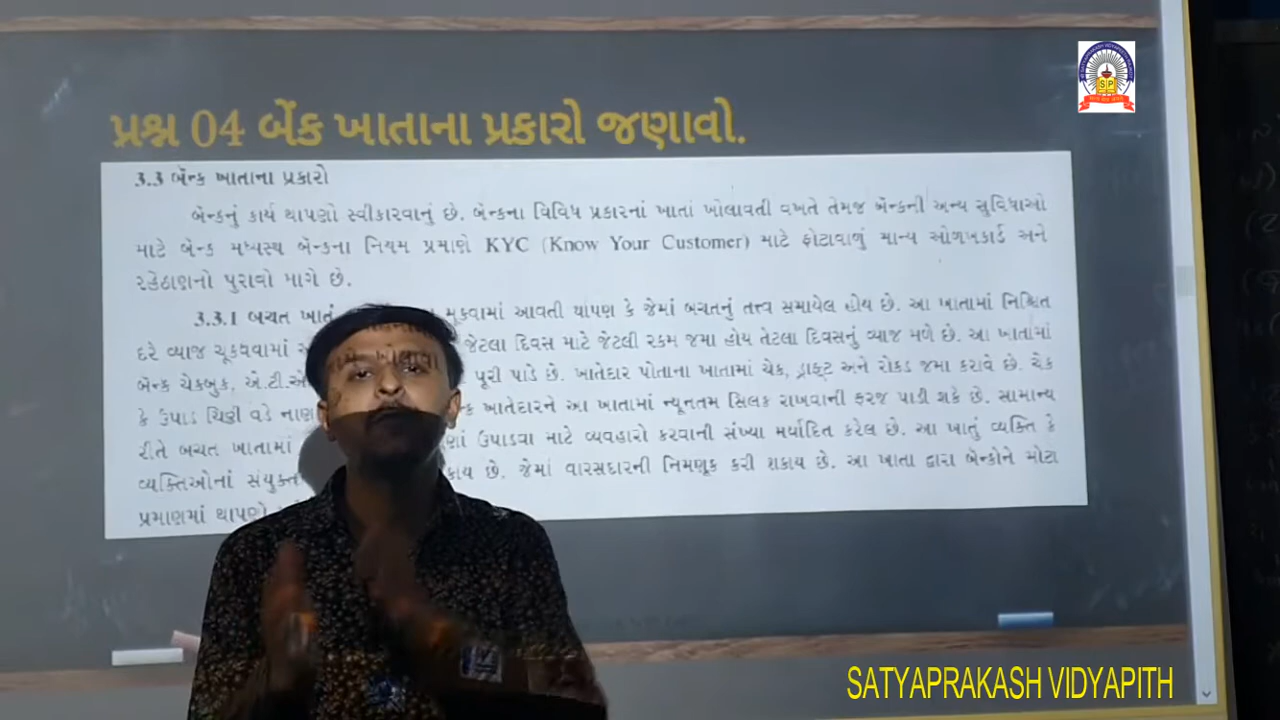 પ્રશ્ન 04 બેંક ખાતાના પ્રકારો જણાવો.
3.3 બૅન્ક ખાતાના પ્રકારો
બૅન્કનું કાર્ય થાપણો સ્વીકારવાનું છે. બૅન્કના વિવિધ પ્રકારનાં ખાતાં ખોલાવતી વખતે તેમજ બૅન્કની અન્ય સુવિધાઓ
માટે બૅન્ક મધ્યસ્થ બૅન્કના નિયમ પ્રમાણે KYC (Know Your Customer) માટે ફોટાવાળું માન્ય ઓળખકાર્ડ અને
રહેઠાણનો પુરાવો માગે છે.
3.3.1 બચત ખાતું મૂકવામાં આવતી થાપણ કે જેમાં બચતનું તત્ત્વ સમાયેલ હોય છે. આ ખાતામાં નિશ્ચિત
દરે વ્યાજ ચૂકવવામાં જેટલા દિવસ માટે જેટલી રકમ જમા હોય તેટલા દિવસનું વ્યાજ મળે છે. આ ખાતામાં
બૅન્ક ચેકબુક, એ.ટી.એ પૂરી પાડે છે. ખાતેદાર પોતાના ખાતામાં ચેક, ડ્રાફ્ટ અને રોકડ જમા કરાવે છે. ચેક
કે ઉપાડ ચિઠ્ઠી વડે ખાતેદારને આ ખાતામાં ન્યૂનતમ સિલક રાખવાની ફરજ પાડી શકે છે. સામાન્ય
રીતે બચત ખાતામાં ઉપાડવા માટે વ્યવહારો કરવાની સંખ્યા મર્યાદિત કરેલ છે. આ ખાતું વ્યક્તિ કે
વ્યક્તિઓનાં સંયુક્ત છે. જેમાં વારસદારની નિમણૂક કરી શકાય છે. આ ખાતા દ્વારા બૅન્કોને મોટા
પ્રમાણમાં થાપણો
SATYAPRAKASH VIDYAPITH